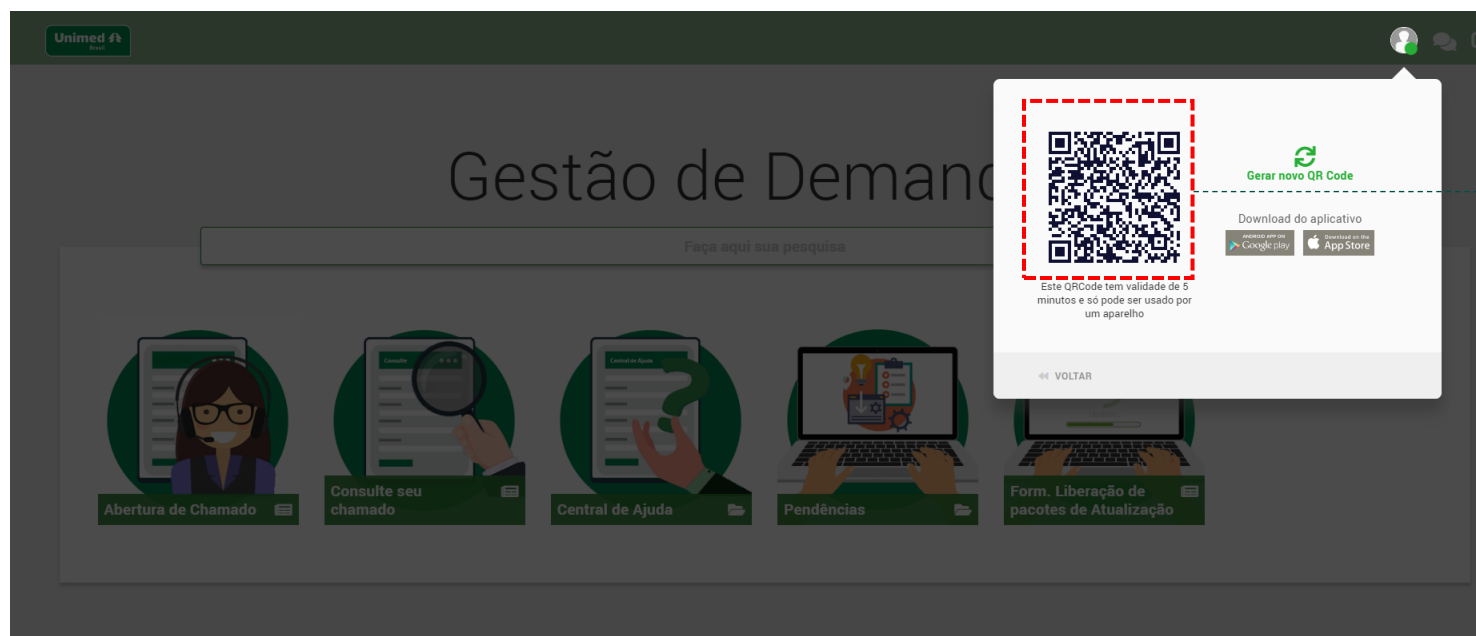 Unimed
Brasil
Gestão de Demanc
Faça aqui sua pesquisa
Gerar novo QR Code
Download do aplicativo
ANDROID APP ON
Google play
Download on the
App Store
Este QRCode tem validade de 5
minutos e só pode ser usado por
um aparelho
VOLTAR
Consulte
Central de Ajuda
Abertura de Chamado
Consulte seu
chamado
Central de Ajuda
Pendências
Form. Liberação de
pacotes de Atualização